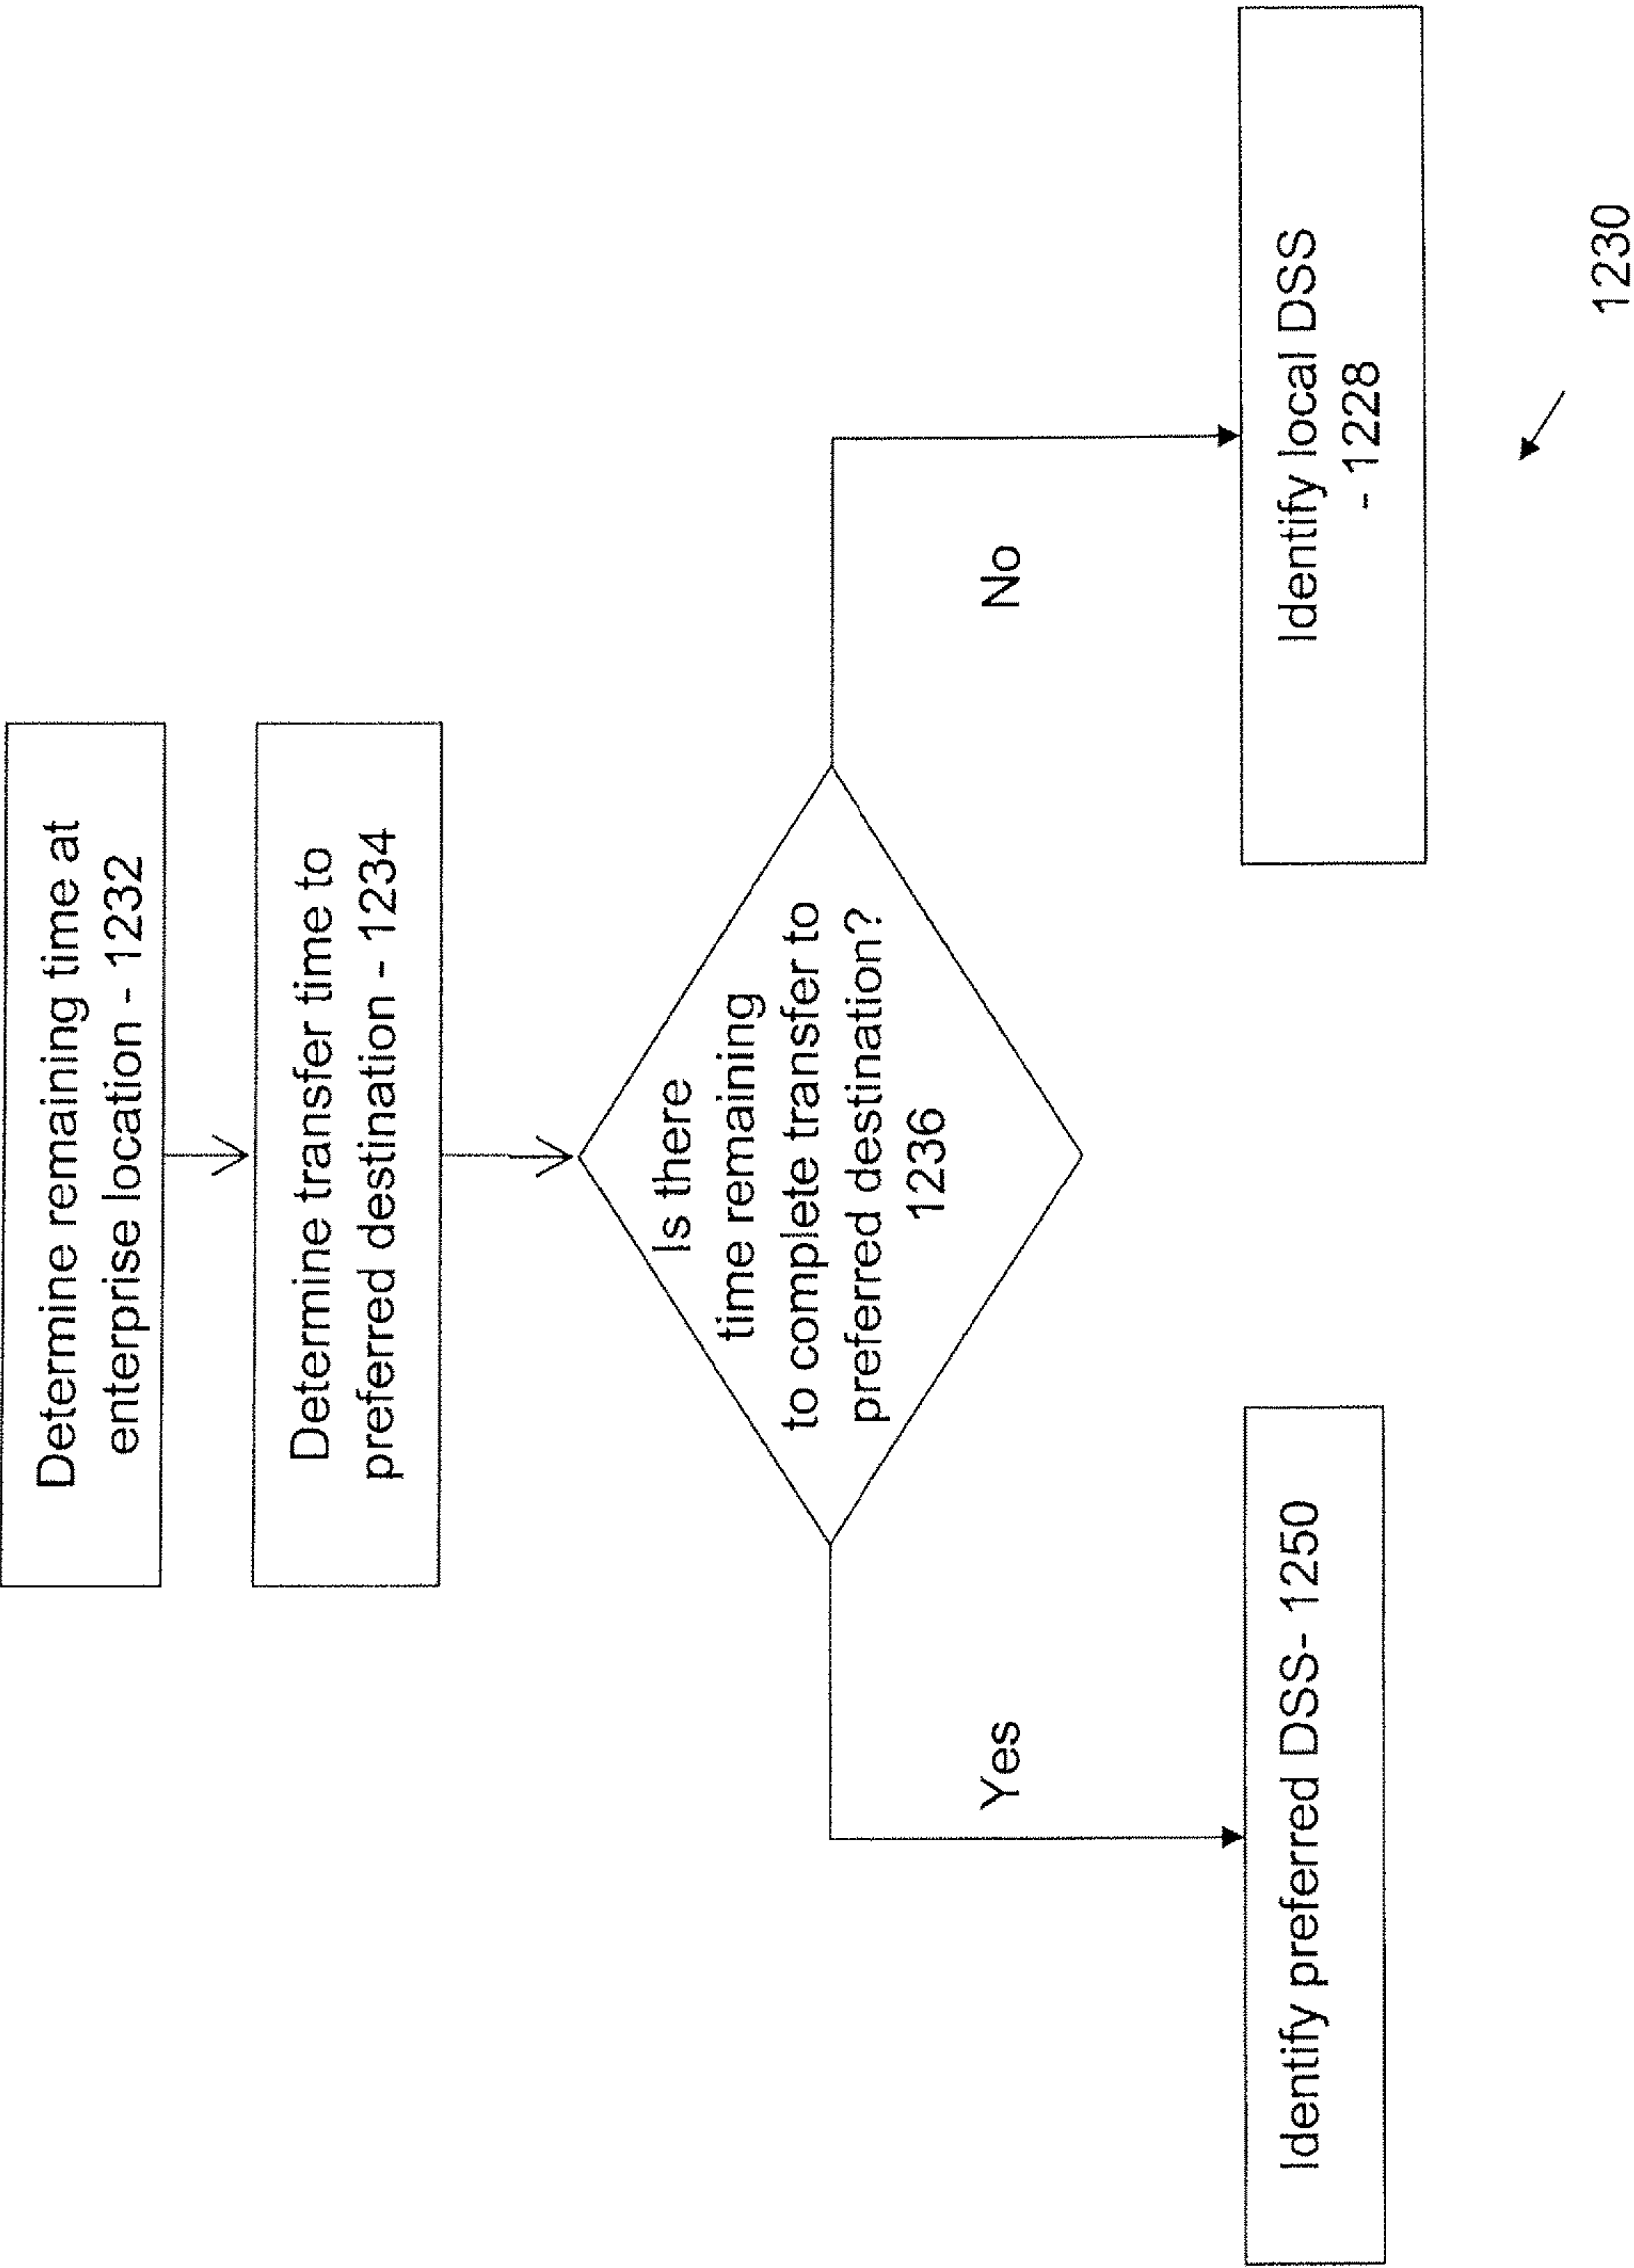 Determine remaining time at
enterprise location - 1232
Determine transfer time to
preferred destination - 1234
Is there
time remaining
to complete transfer to
preferred destination?
1236
Yes
No
Identify preferred DSS- 1250
Identify local DSS
- 1228
1230